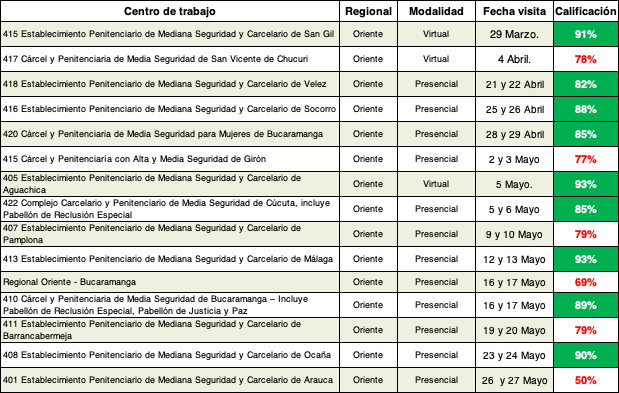 Centro de trabajo Regional Modalidad Fecha visita Calificación
415 Establecimiento Penitenciario de Mediana Seguridad y Carcelario de San Gil Oriente Virtual 29 Marzo. 91%
417 Cárcel y Penitenciaria de Media Seguridad de San Vicente de Chucuri Oriente Virtual 4 Abril. 78%
418 Establecimiento Penitenciario de Mediana Seguridad y Carcelario de Velez Oriente Presencial 21 y 22 Abril 82%
416 Establecimiento Penitenciario de Mediana Seguridad y Carcelario de Socorro Oriente Presencial 25 y 26 Abril 88%
420 Cárcel y Penitenciaria de Media Seguridad para Mujeres de Bucaramanga Oriente Presencial 28 y 29 Abril 85%
415 Cárcel y Penitenciaría con Alta y Media Seguridad de Girón Oriente Presencial 2 y 3 Mayo 77%
405 Establecimiento Penitenciario de Mediana Seguridad y Carcelario de
Aguachica Oriente Virtual 5 Mayo. 93%
422 Complejo Carcelario y Penitenciario de Media Seguridad de Cúcuta, incluye
Pabellón de Reclusión Especial Oriente Presencial 5 y 6 Mayo 85%
407 Establecimiento Penitenciario de Mediana Seguridad y Carcelario de
Pamplona Oriente Presencial 9 y 10 Mayo 79%
413 Establecimiento Penitenciario de Mediana Seguridad y Carcelario de Málaga Oriente Presencial 12 y 13 Mayo 93%
Regional Oriente - Bucaramanga Oriente Presencial 16 y 17 Mayo 69%
410 Cárcel y Penitenciaria de Media Seguridad de Bucaramanga – Incluye
Pabellón de Reclusión Especial, Pabellón de Justicia y Paz Oriente Presencial 16 y 17 Mayo 89%
411 Establecimiento Penitenciario de Mediana Seguridad y Carcelario de
Barrancabermeja Oriente Presencial 19 y 20 Mayo 79%
408 Establecimiento Penitenciario de Mediana Seguridad y Carcelario de Ocaña Oriente Presencial 23 y 24 Mayo 90%
401 Establecimiento Penitenciario de Mediana Seguridad y Carcelario de Arauca Oriente Presencial 26 y 27 Mayo 50%